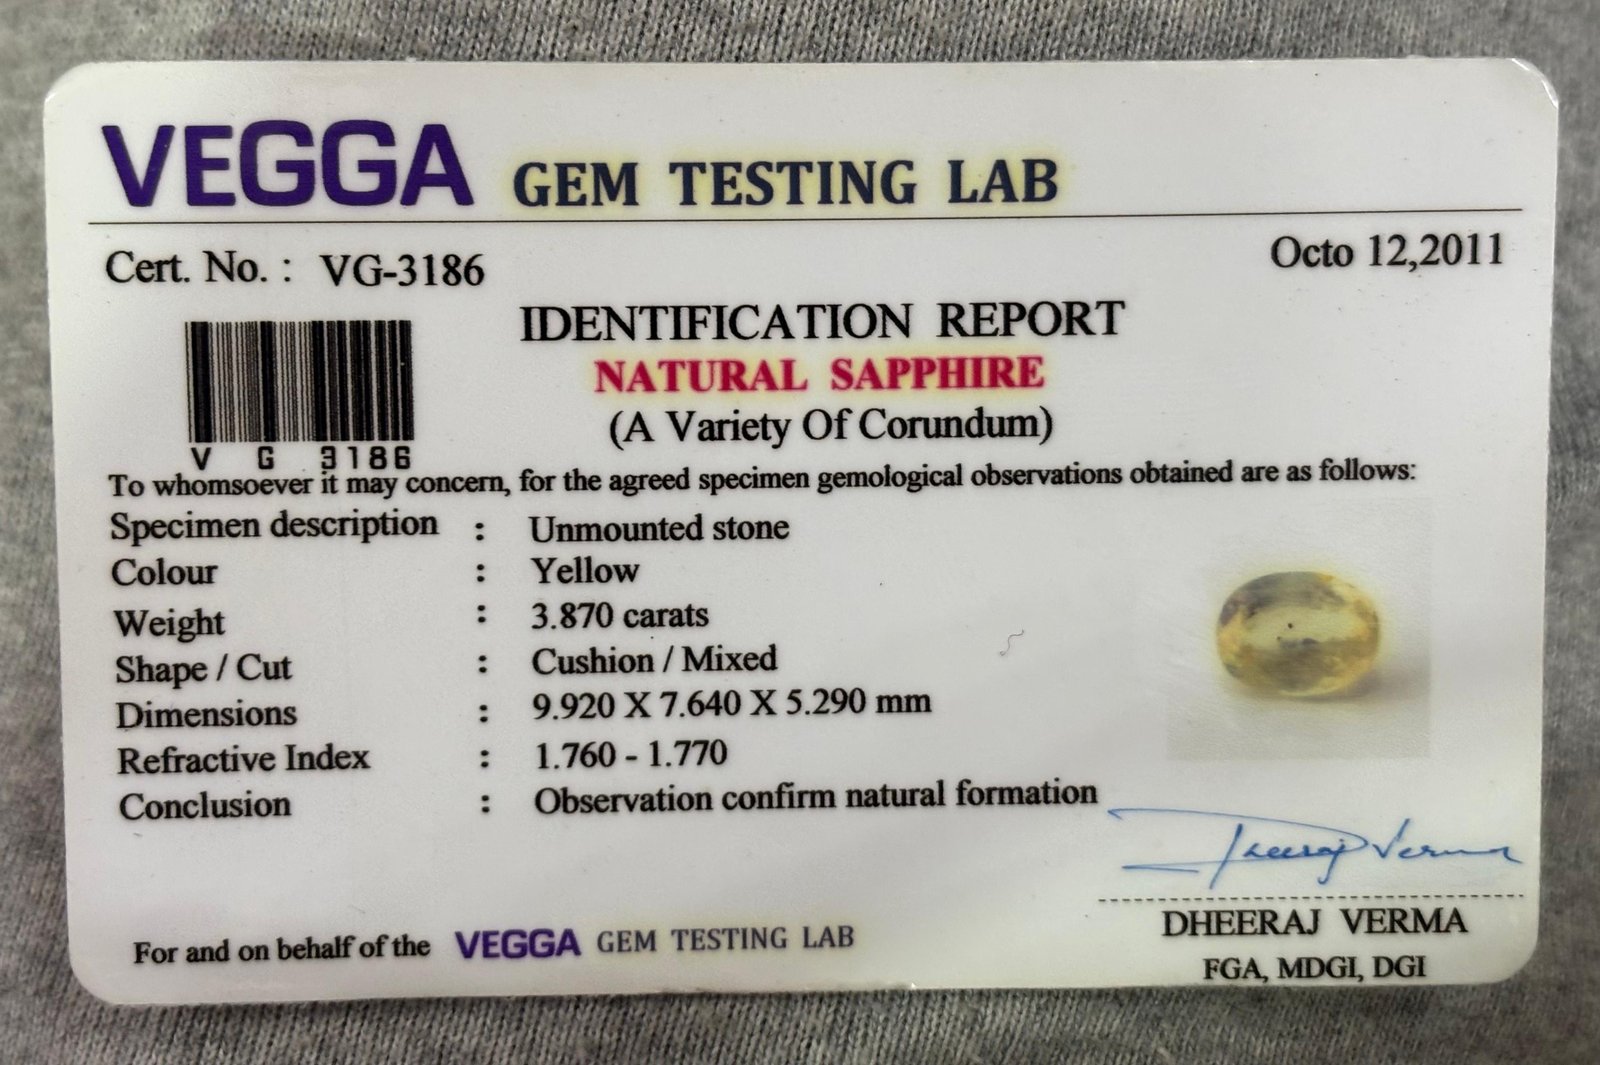 VEGGA GEM TESTING LAB
Cert. No. : VG-3186
Octo 12,2011
IDENTIFICATION REPORT
NATURAL SAPPHIRE
(A Variety Of Corundum)
V G 3186
To whomsoever it may concern, for the agreed specimen gemological observations obtained are as follows:
Specimen description : Unmounted stone
Colour : Yellow
Weight : 3.870 carats
Shape / Cut : Cushion / Mixed
Dimensions : 9.920 X 7.640 X 5.290 mm
Refractive Index : 1.760 - 1.770
Conclusion : Observation confirm natural formation
Dheeraj Verma
DHEERAJ VERMA
FGA, MDGI, DGI
For and on behalf of the VEGGA GEM TESTING LAB